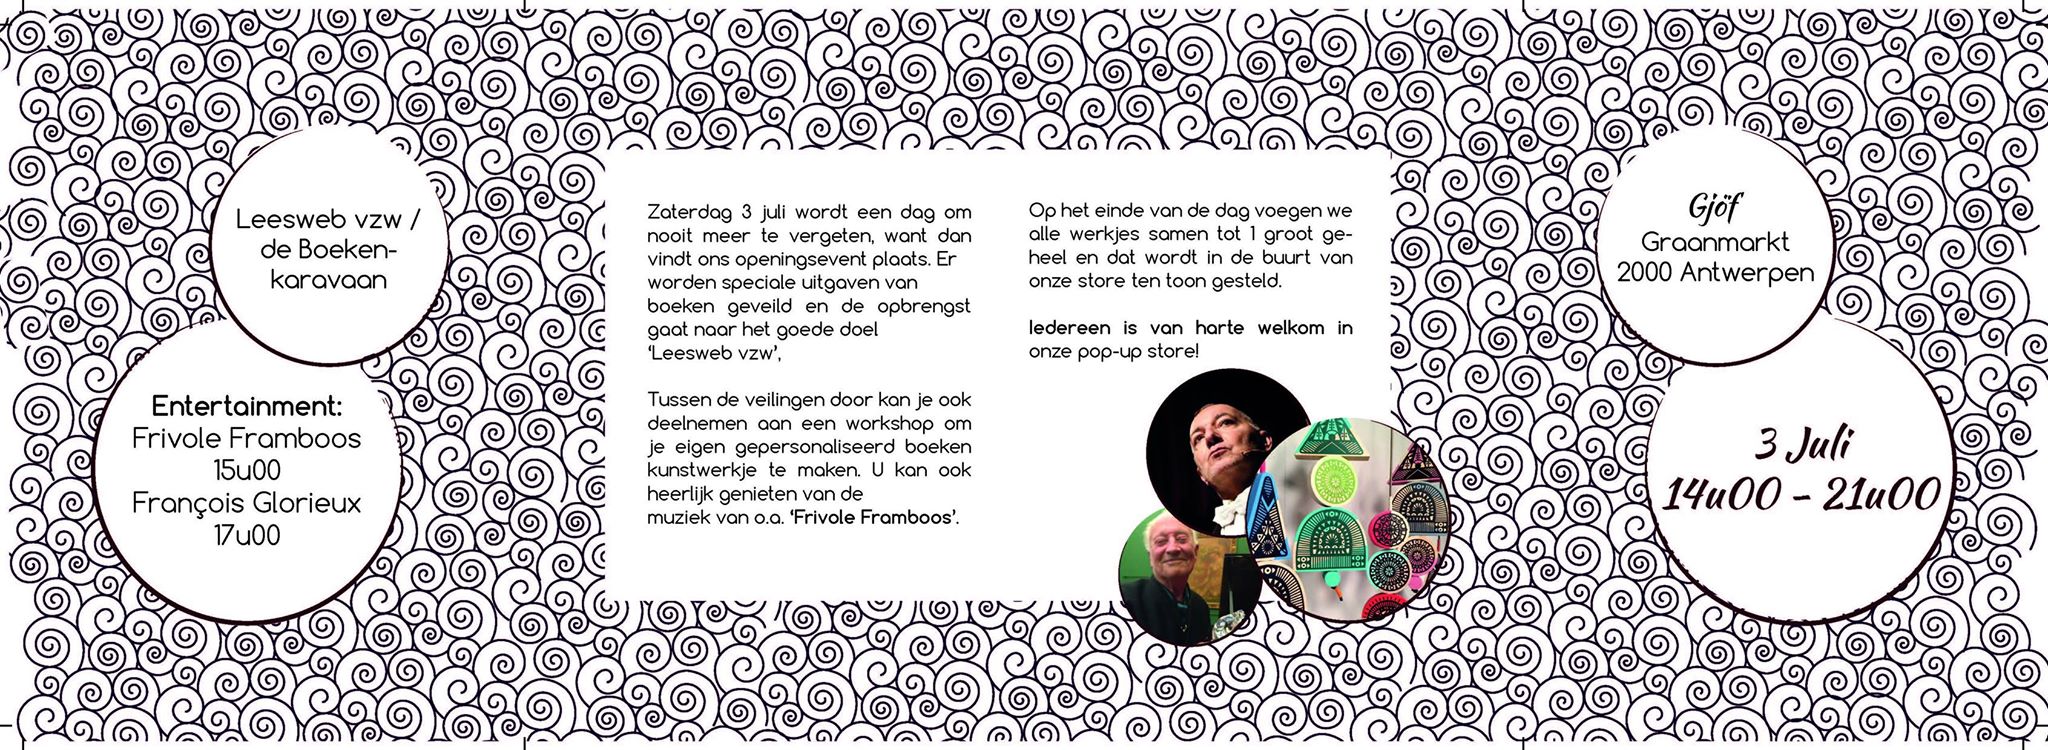 Leesweb vzw /
de Boeken-
karavaan
Entertainment:
Frivole Framboos
15u00
François Glorieux
17u00
Zaterdag 3 juli wordt een dag om
nooit meer te vergeten, want dan
vindt ons openingsevent plaats. Er
worden speciale uitgaven van
boeken geveild en de opbrengst
gaat naar het goede doel
‘Leesweb vzw’,
Tussen de veilingen door kan je ook
deelnemen aan een workshop om
je eigen gepersonaliseerd boeken
kunstwerkje te maken. U kan ook
heerlijk genieten van de
muziek van o.a. ‘Frivole Framboos’.
Op het einde van de dag voegen we
alle werkjes samen tot 1 groot ge-
heel en dat wordt in de buurt van
onze store ten toon gesteld.
Iedereen is van harte welkom in
onze pop-up store!
Gjöf
Graanmarkt
2000 Antwerpen
3 Juli
14u00 - 21u00